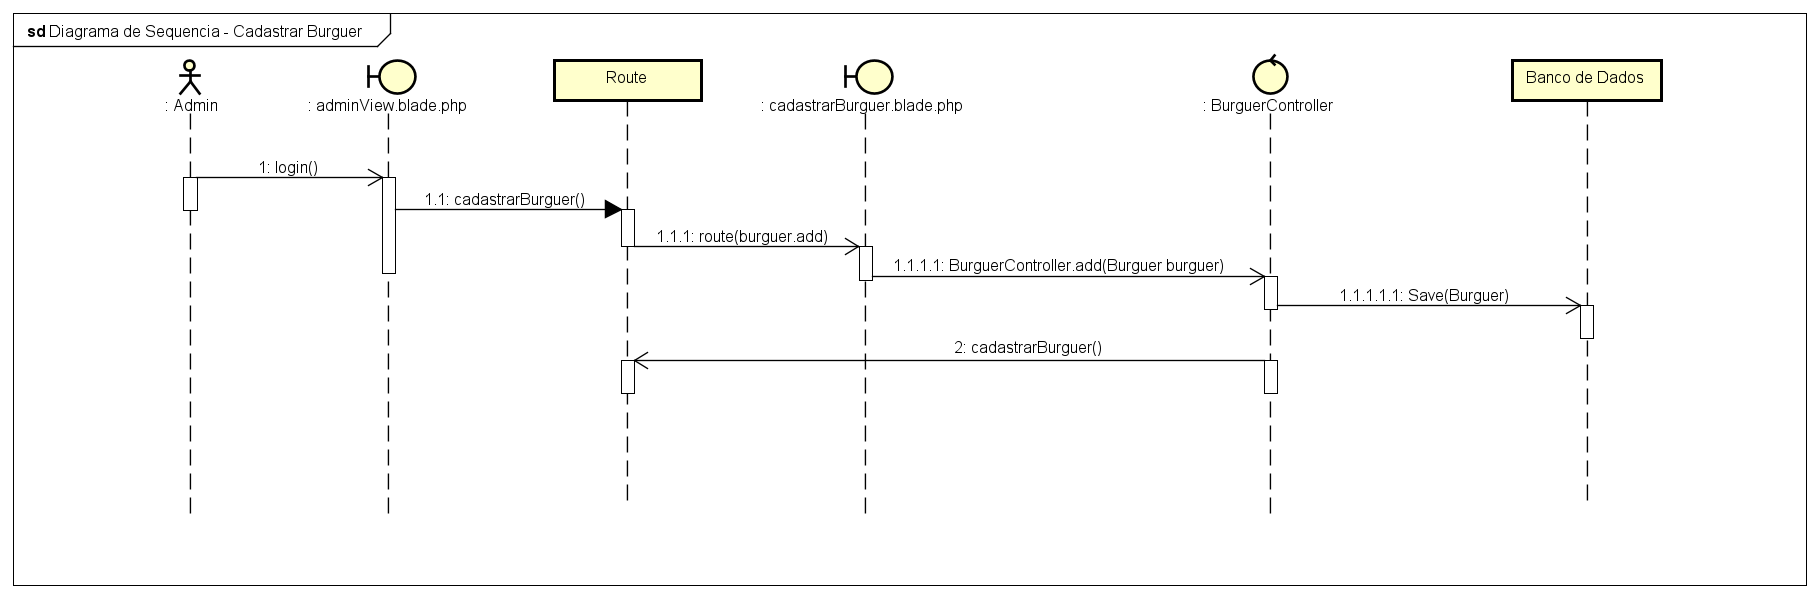 sd Diagrama de Sequencia - Cadastrar Burguer
: Admin
: adminView.blade.php
Route
: cadastrarBurguer.blade.php
: BurguerController
Banco de Dados
1: login()
1.1: cadastrarBurguer()
1.1.1: route(burguer.add)
1.1.1.1: BurguerController.add(Burguer burguer)
1.1.1.1.1: Save(Burguer)
2: cadastrarBurguer()